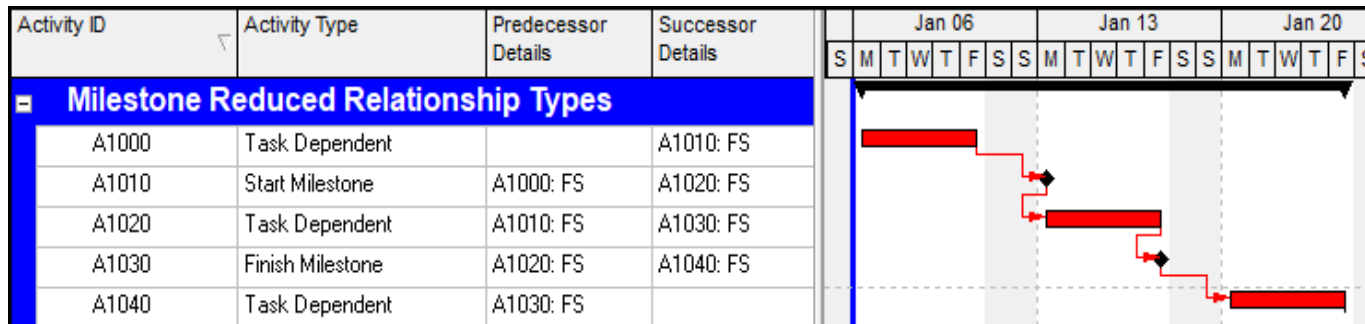 Activity ID Activity Type Predecessor Details Successor Details Jan 06 Jan 13 Jan 20
S M T W T F S S M T W T F S S M T W T F S
Milestone Reduced Relationship Types
A1000 Task Dependent A1010: FS
A1010 Start Milestone A1000: FS A1020: FS
A1020 Task Dependent A1010: FS A1030: FS
A1030 Finish Milestone A1020: FS A1040: FS
A1040 Task Dependent A1030: FS